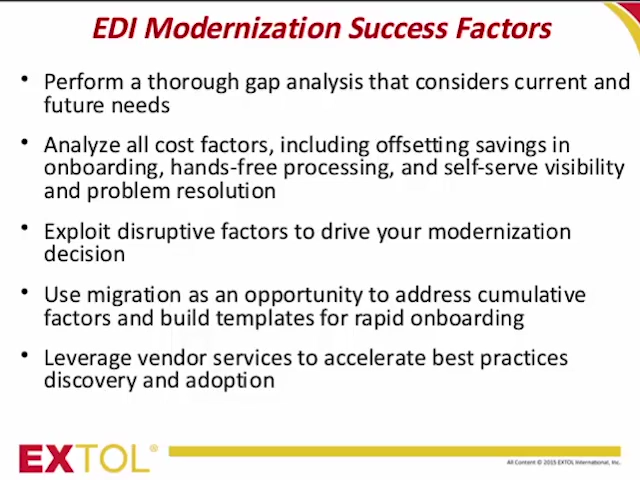 EDI Modernization Success Factors
• Perform a thorough gap analysis that considers current and
future needs
• Analyze all cost factors, including offsetting savings in
onboarding, hands-free processing, and self-serve visibility
and problem resolution
• Exploit disruptive factors to drive your modernization
decision
• Use migration as an opportunity to address cumulative
factors and build templates for rapid onboarding
• Leverage vendor services to accelerate best practices
discovery and adoption
EXTOL®
All Content © 2015 EXTOL International, Inc.